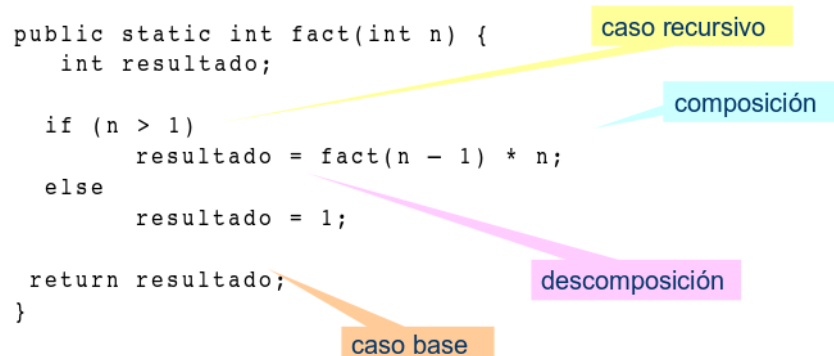 public static int fact(int n) {
caso recursivo
int resultado;
composición
if (n > 1)
resultado = fact(n – 1) * n;
else
resultado = 1;
descomposición
return resultado;
}
caso base